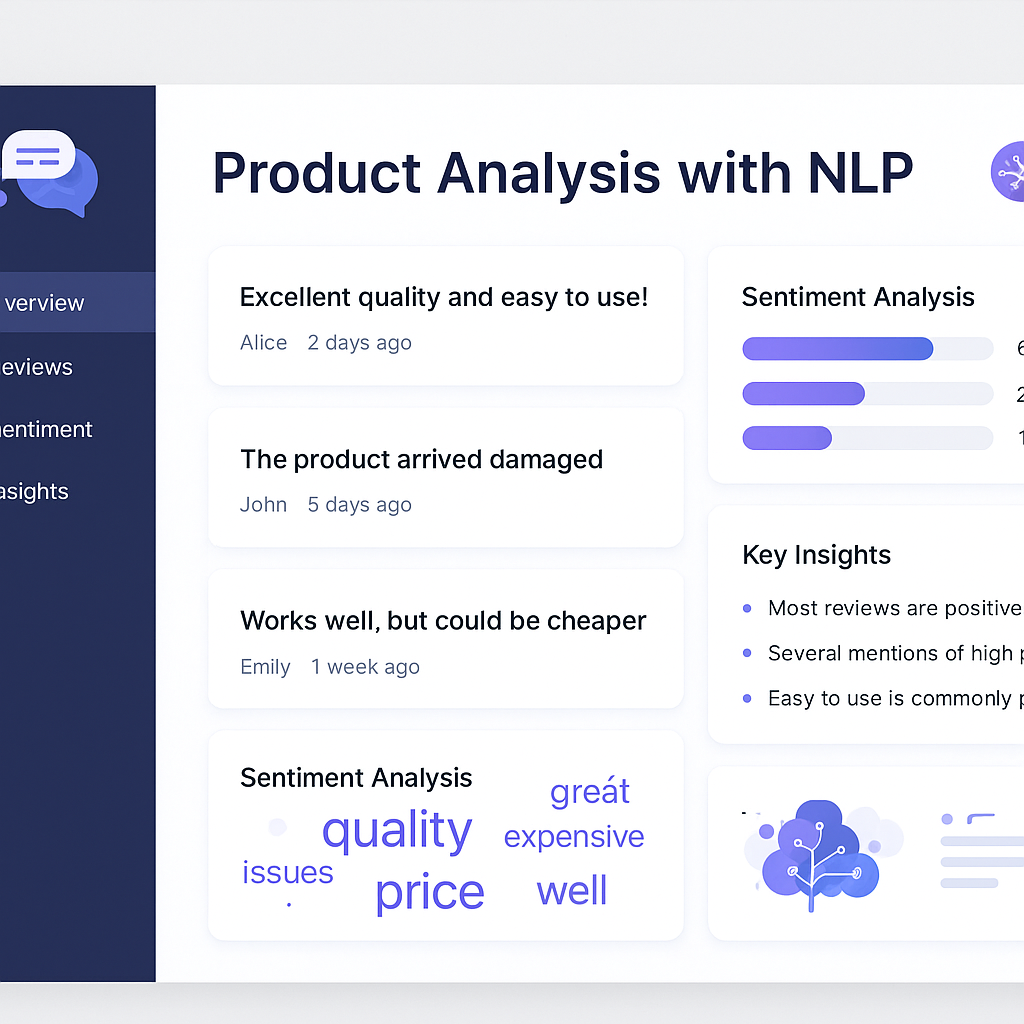 Product Analysis with NLP
verview
eviews
entiment
asights
Excellent quality and easy to use!
Alice 2 days ago
The product arrived damaged
John 5 days ago
Works well, but could be cheaper
Emily 1 week ago
Sentiment Analysis
greát
quality
expensive
issues
price
well
Sentiment Analysis
6
2
1
Key Insights
Most reviews are positive
Several mentions of high p
Easy to use is commonly p